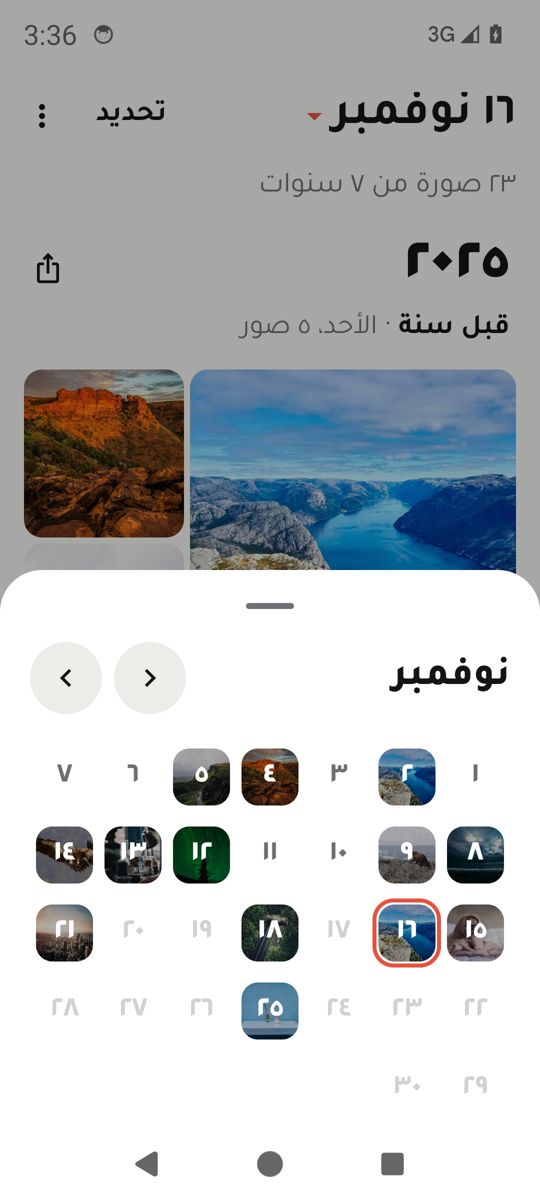 3:36 3G
١٦ نوفمبر تحديد
٢٣ صورة من ٧ سنوات
٢٠٢٥
قبل سنة · الأحد، ٥ صور
نوفمبر
١ ٢ ٣ ٤ ٥ ٦ ٧
٨ ٩ ١٠ ١١ ١٢ ١٣ ١٤
١٥ ١٦ ١٧ ١٨ ١٩ ٢٠ ٢١
٢٢ ٢٣ ٢٤ ٢٥ ٢٦ ٢٧ ٢٨
٢٩ ٣٠